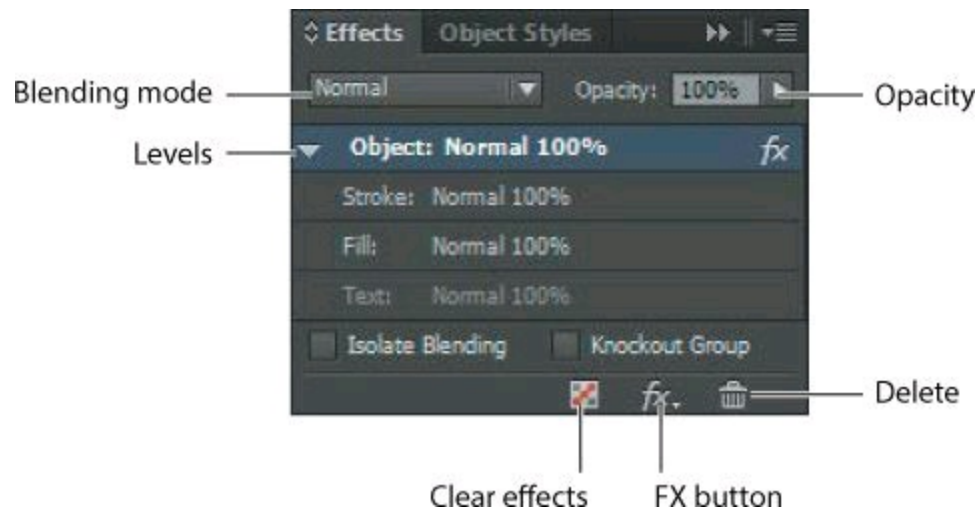 Effects Object Styles
Blending mode Normal Opacity: 100% Opacity
Levels Object: Normal 100% fx
Stroke: Normal 100%
Fill: Normal 100%
Text: Normal 100%
Isolate Blending Knockout Group
fx. Delete
Clear effects FX button